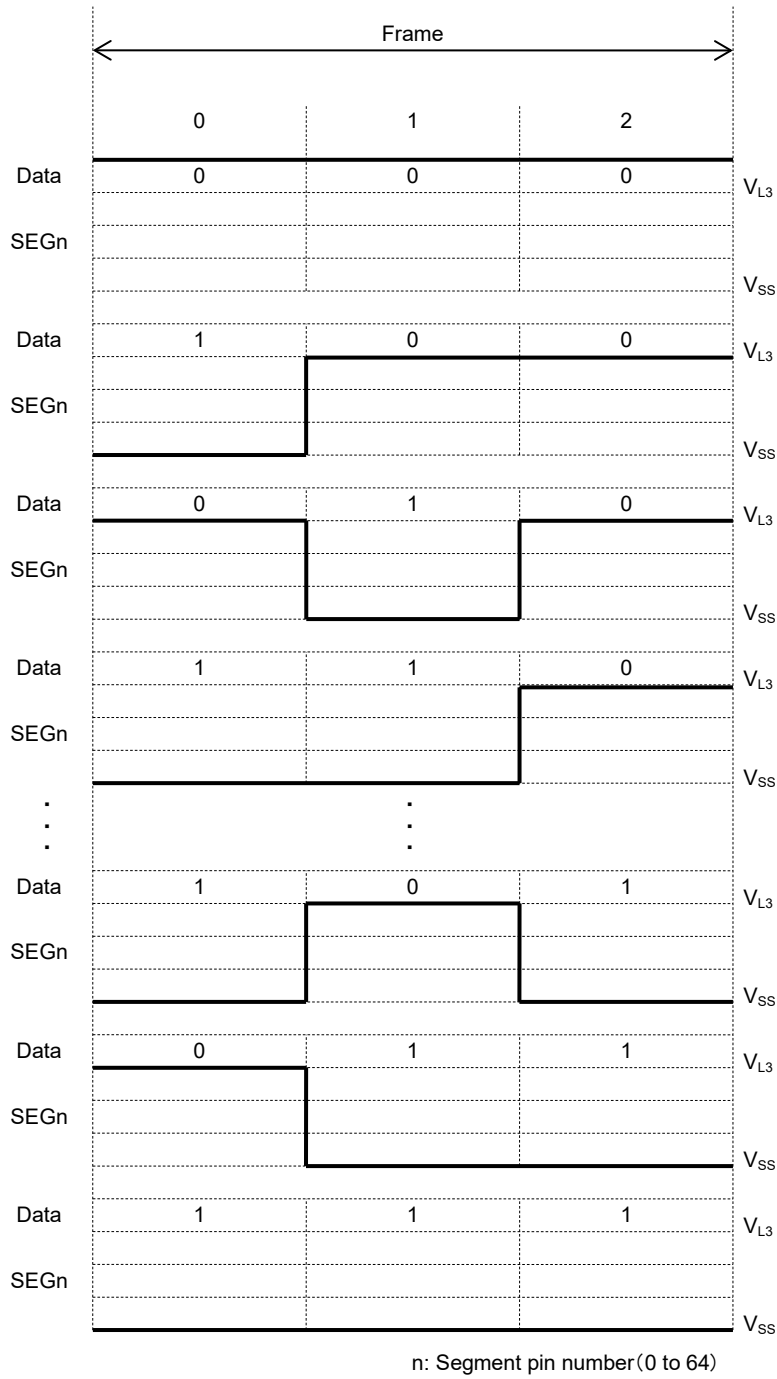 Frame
0 1 2
Data 0 0 0 VL3
SEGn
VSS
Data 1 0 0 VL3
SEGn
VSS
Data 0 1 0 VL3
SEGn
VSS
Data 1 1 0 VL3
SEGn
VSS
Data 1 0 1 VL3
SEGn
VSS
Data 0 1 1 VL3
SEGn
VSS
Data 1 1 1 VL3
SEGn
VSS
n: Segment pin number(0 to 64)